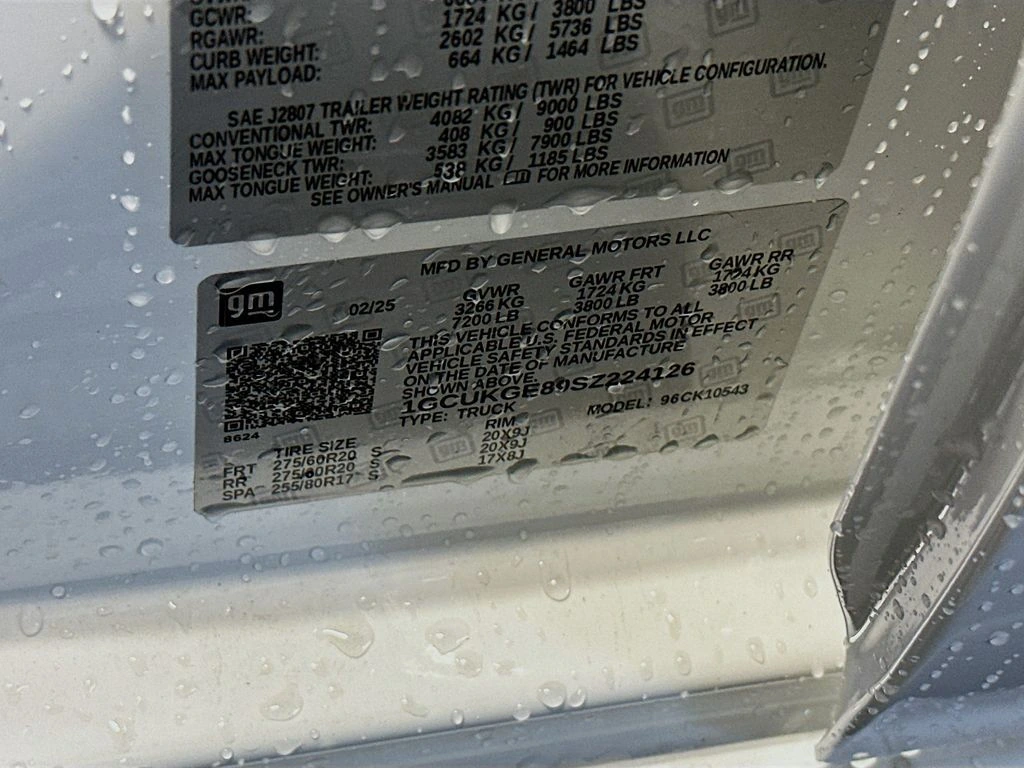 GCWR:
RGAWR: 1724 KG/ 3800 LBS
CURB WEIGHT: 2602 KG/ 5736 LBS
MAX PAYLOAD: 664 KG/ 1464 LBS
SAE J2807 TRAILER WEIGHT RATING (TWR) FOR VEHICLE CONFIGURATION.
CONVENTIONAL TWR: 4082 KG/ 9000 LBS
MAX TONGUE WEIGHT: 408 KG/ 900 LBS
GOOSENECK TWR: 3583 KG/ 7900 LBS
MAX TONGUE WEIGHT: 538 KG/ 1185 LBS
SEE OWNER'S MANUAL FOR MORE INFORMATION
MFD BY GENERAL MOTORS LLC
gm
02/25
GVWR GAWR FRT GAWR RR
3266 KG 1724 KG 1724 KG
7200 LB 3800 LB 3800 LB
THIS VEHICLE CONFORMS TO ALL
APPLICABLE U.S. FEDERAL MOTOR
VEHICLE SAFETY STANDARDS IN EFFECT
ON THE DATE OF MANUFACTURE
SHOWN ABOVE.
TYPE: TRUCK MODEL: 96CK10543
8624
TIRE SIZE RIM
FRT 275/60R20 S 20X9J
RR 275/60R20 20X9J
SPA 255/80R17 S 17X8J